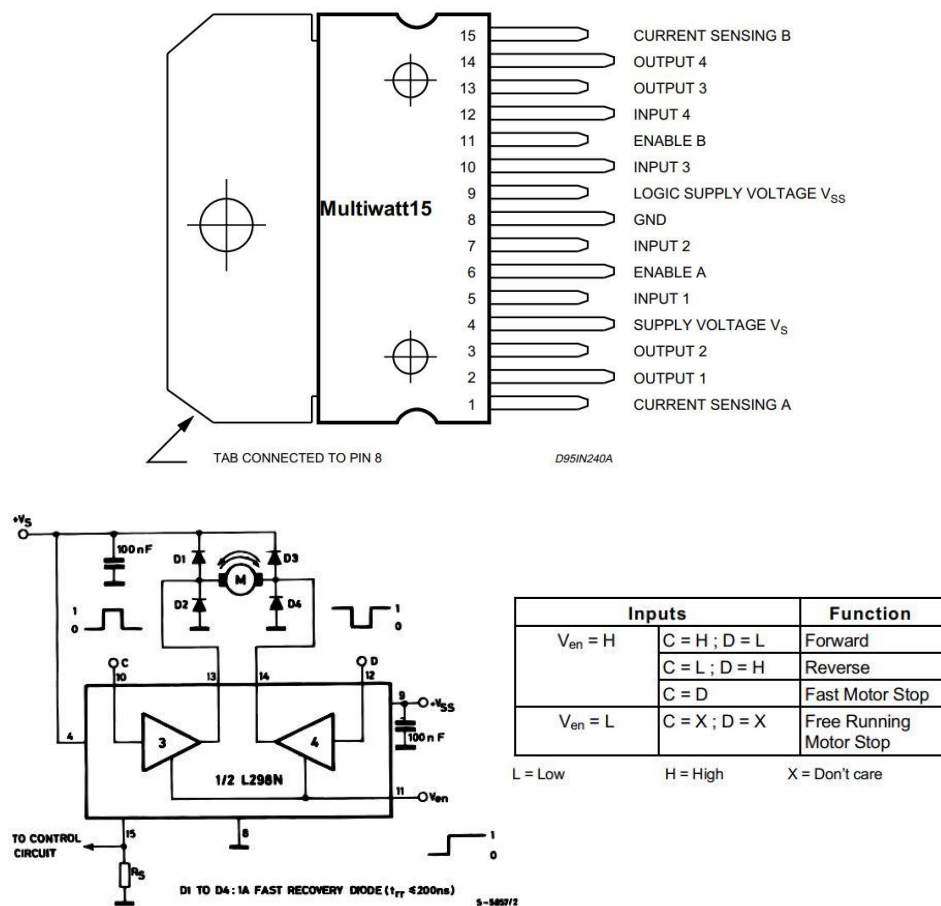 15 CURRENT SENSING B
14 OUTPUT 4
13 OUTPUT 3
12 INPUT 4
11 ENABLE B
10 INPUT 3
9 LOGIC SUPPLY VOLTAGE VSS
Multiwatt15
8 GND
7 INPUT 2
6 ENABLE A
5 INPUT 1
4 SUPPLY VOLTAGE VS
3 OUTPUT 2
2 OUTPUT 1
1 CURRENT SENSING A
TAB CONNECTED TO PIN 8
D95IN240A
+VS
100nF
D1
D3
M
D2
D4
1
0
1
0
C
D
10
13
14
12
9
+VSS
100nF
4
3
4
1/2 L298N
11
Ven
15
8
TO CONTROL
CIRCUIT
RS
1
0
D1 TO D4 : 1A FAST RECOVERY DIODE (trr ≤ 200ns)
S-5857/2
Inputs Function
Ven = H C = H ; D = L Forward
C = L ; D = H Reverse
C = D Fast Motor Stop
Ven = L C = X ; D = X Free Running
Motor Stop
L = Low H = High X = Don't care